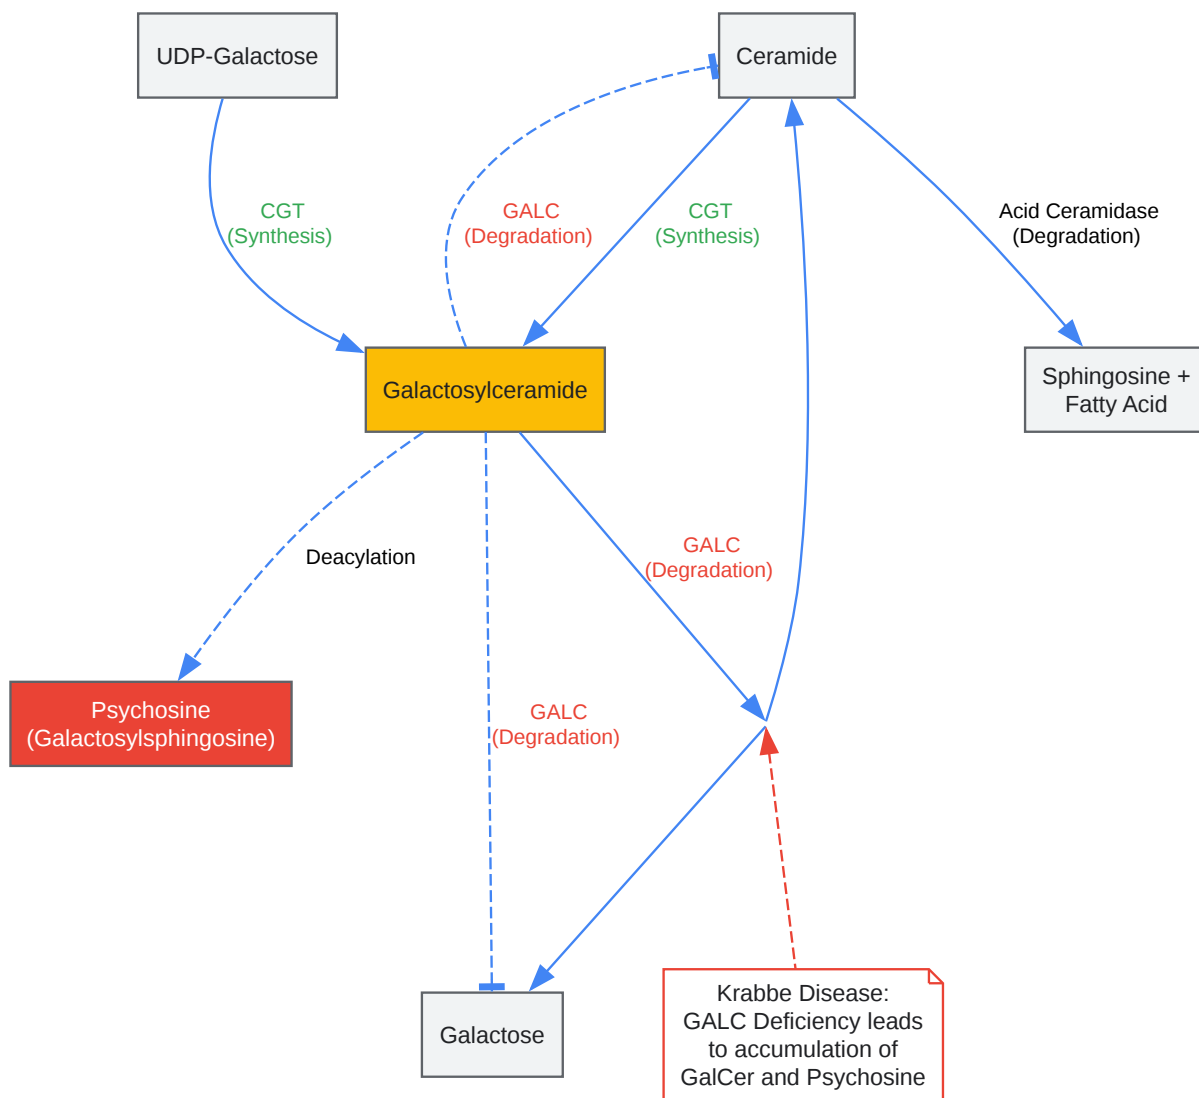 UDP-Galactose
Ceramide
CGT
(Synthesis)
GALC
(Degradation)
CGT
(Synthesis)
Acid Ceramidase
(Degradation)
Galactosylceramide
Sphingosine +
Fatty Acid
Deacylation
GALC
(Degradation)
Psychosine
(Galactosylsphingosine)
GALC
(Degradation)
Galactose
Krabbe Disease:
GALC Deficiency leads
to accumulation of
GalCer and Psychosine